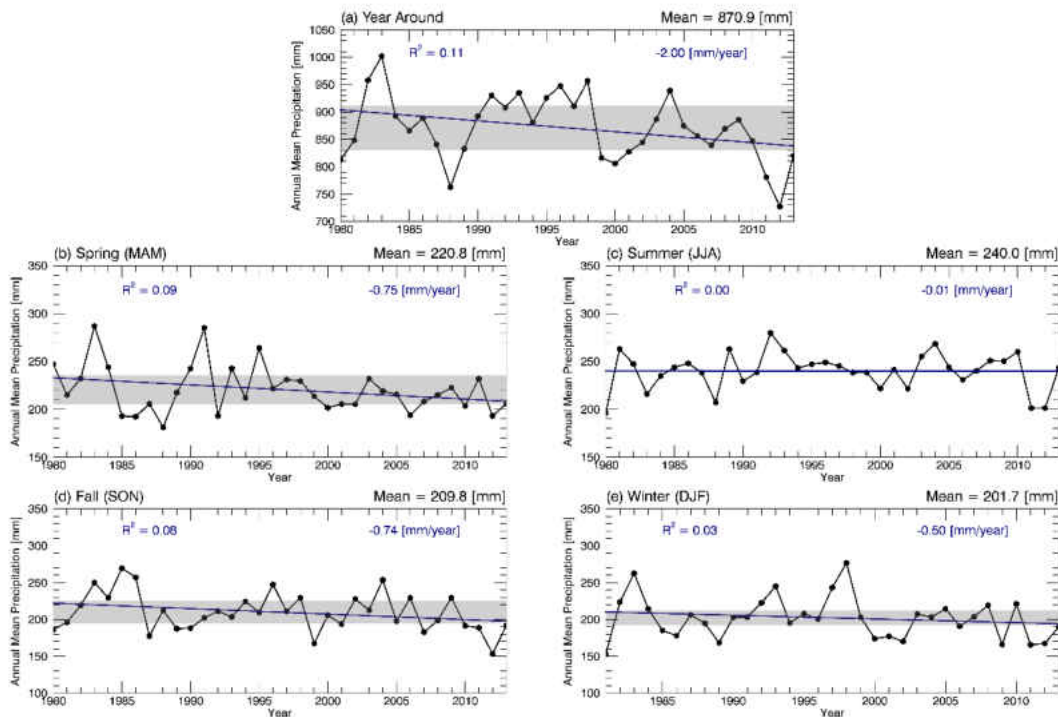 (a) Year Around Mean = 870.9 [mm]
R² = 0.11 -2.00 [mm/year]
Annual Mean Precipitation [mm]
1050
1000
950
900
850
800
750
700
1980 1985 1990 1995 2000 2005 2010
Year
(b) Spring (MAM) Mean = 220.8 [mm]
R² = 0.09 -0.75 [mm/year]
Annual Mean Precipitation [mm]
350
300
250
200
150
1980 1985 1990 1995 2000 2005 2010
Year
(c) Summer (JJA) Mean = 240.0 [mm]
R² = 0.00 -0.01 [mm/year]
Annual Mean Precipitation [mm]
350
300
250
200
150
1980 1985 1990 1995 2000 2005 2010
Year
(d) Fall (SON) Mean = 209.8 [mm]
R² = 0.08 -0.74 [mm/year]
Annual Mean Precipitation [mm]
350
300
250
200
150
100
1980 1985 1990 1995 2000 2005 2010
Year
(e) Winter (DJF) Mean = 201.7 [mm]
R² = 0.03 -0.50 [mm/year]
Annual Mean Precipitation [mm]
350
300
250
200
150
100
1985 1990 1995 2000 2005 2010
Year